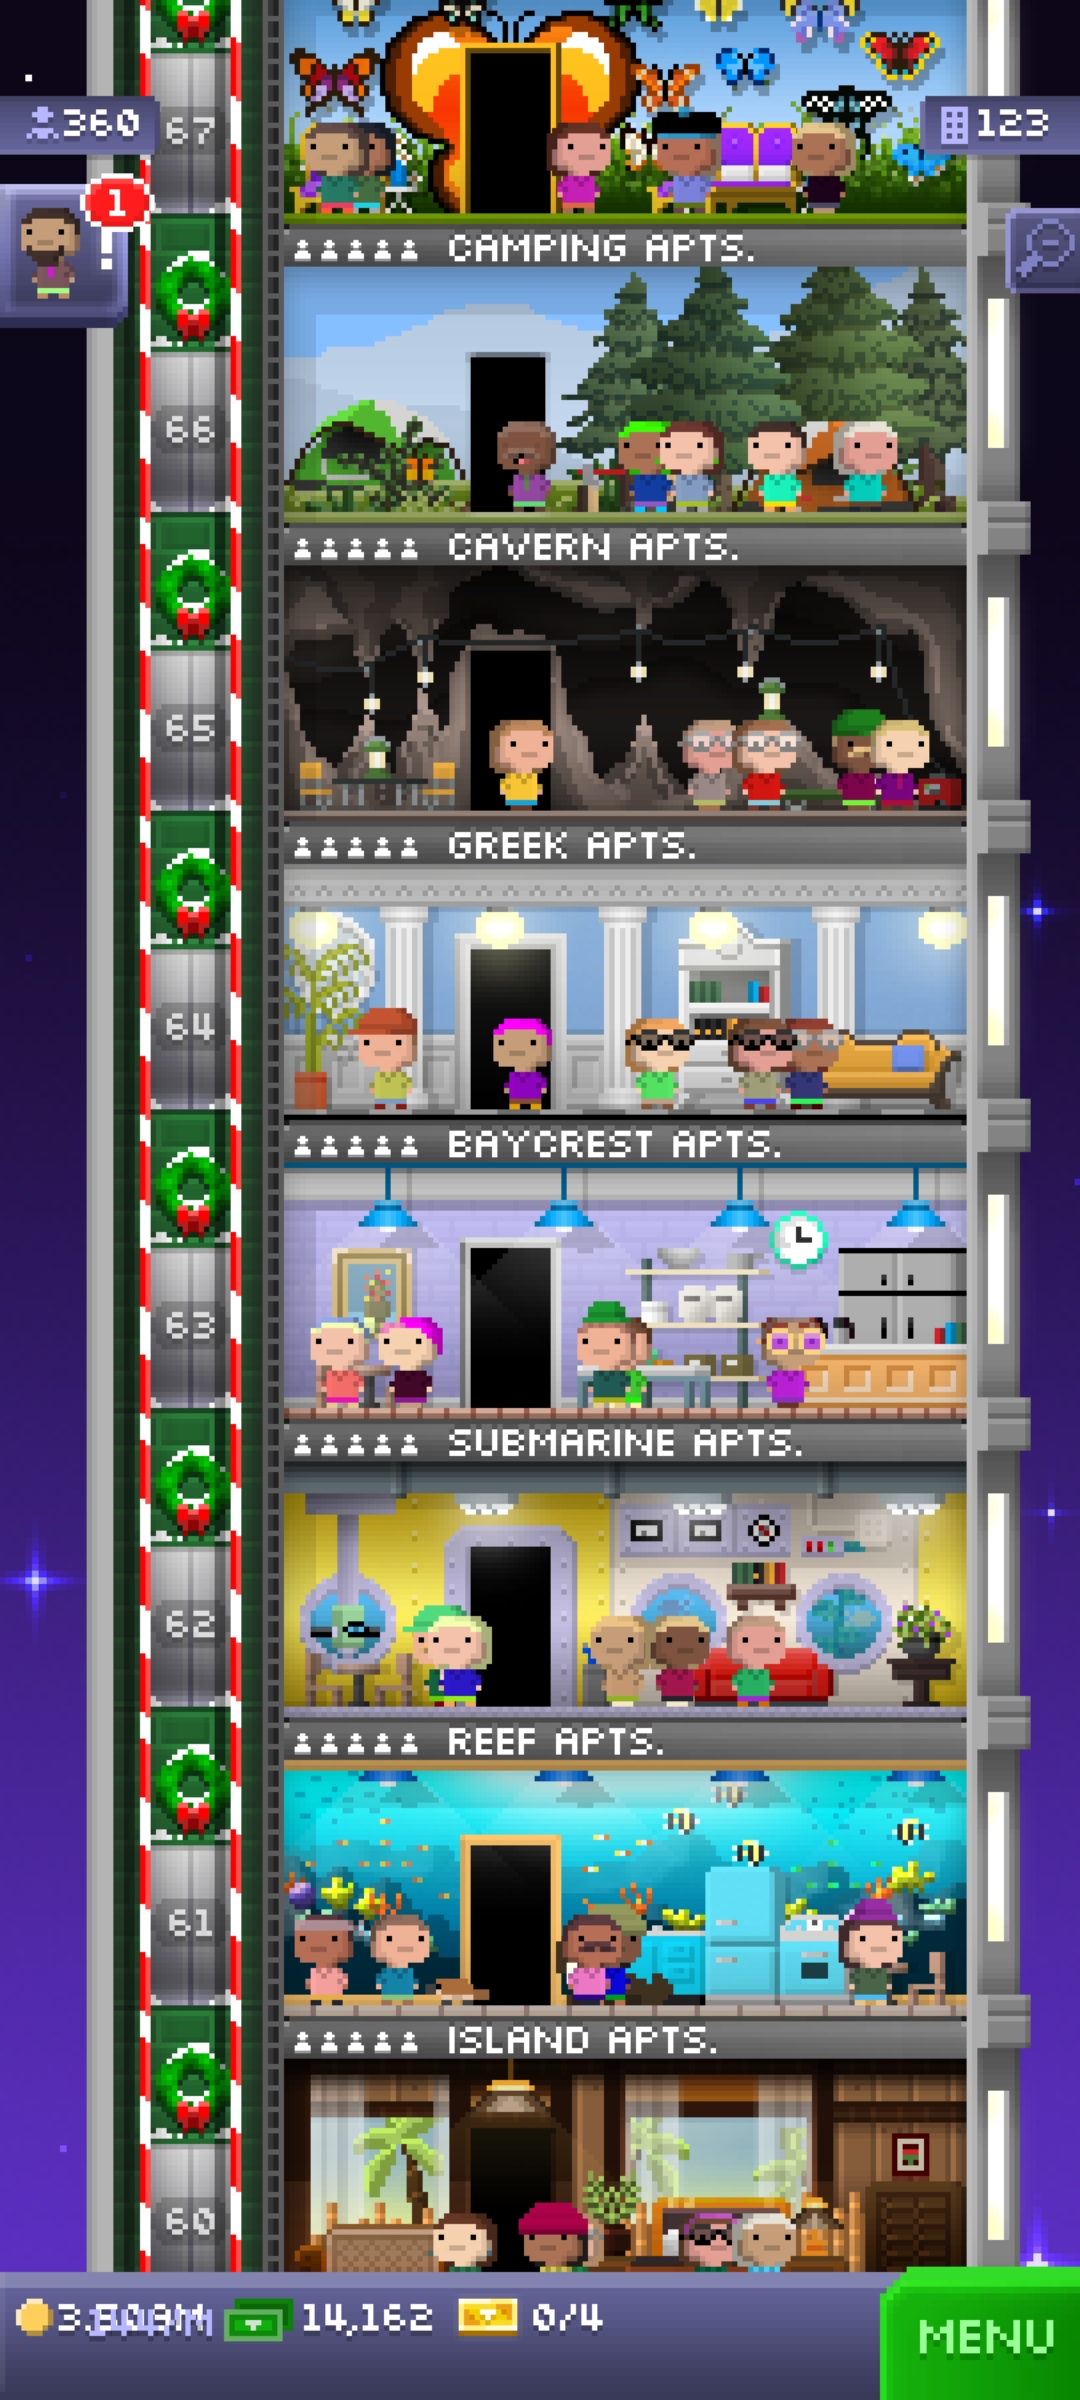 67
360
123
1
!
CAMPING APTS.
66
CAVERN APTS.
65
GREEK APTS.
64
BAYCREST APTS.
63
SUBMARINE APTS.
62
REEF APTS.
61
ISLAND APTS.
60
14,162
0/4
MENU